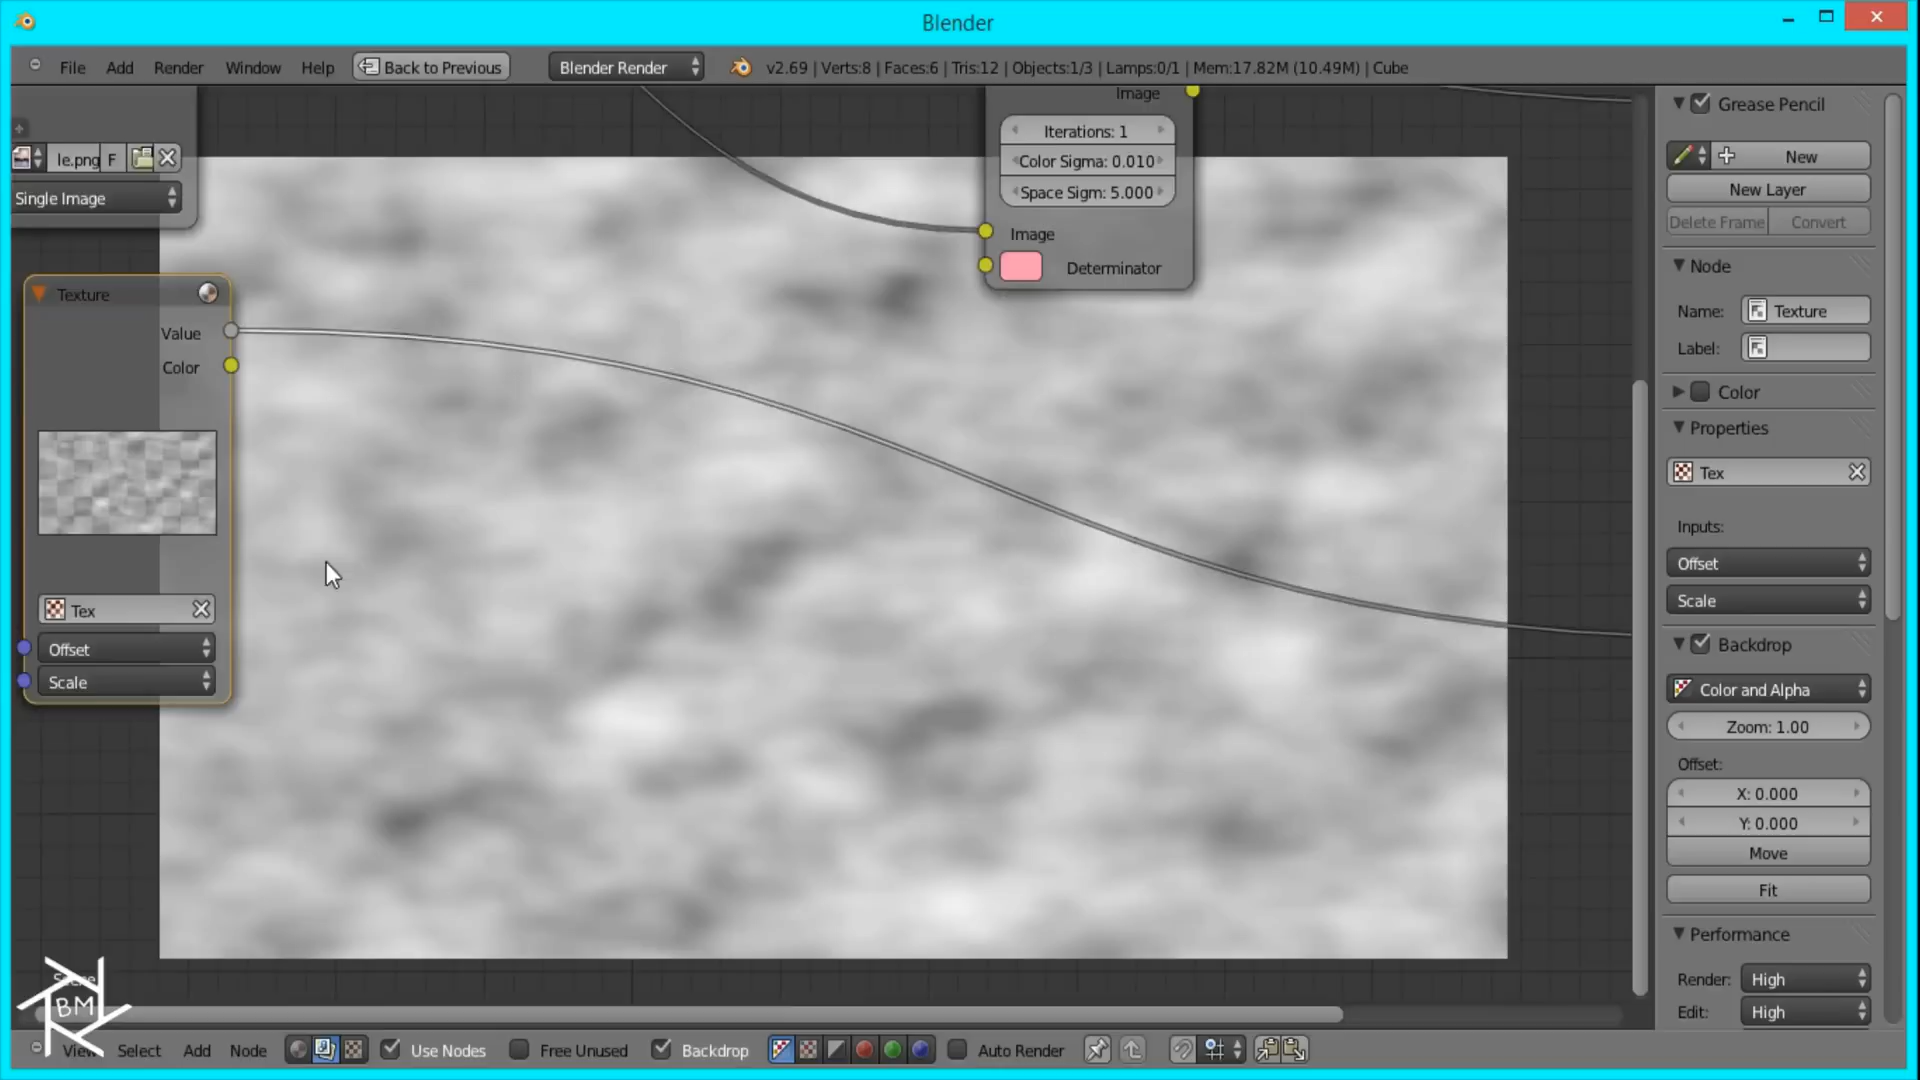 Blender
File Add Render Window Help Back to Previous Blender Render v2.69 | Verts:8 | Faces:6 | Tris:12 | Objects:1/3 | Lamps:0/1 | Mem:17.82M (10.49M) | Cube
Image
Iterations: 1
Color Sigma: 0.010
Space Sigm: 5.000
Image
Determinator
le.png F
Single Image
Texture
Value
Color
Tex
Offset
Scale
Grease Pencil
New
New Layer
Delete Frame Convert
Node
Name: Texture
Label:
Color
Properties
Tex
Inputs:
Offset
Scale
Backdrop
Color and Alpha
Zoom: 1.00
Offset:
X: 0.000
Y: 0.000
Move
Fit
Performance
Render: High
Edit: High
BM
View Select Add Node Use Nodes Free Unused Backdrop Auto Render